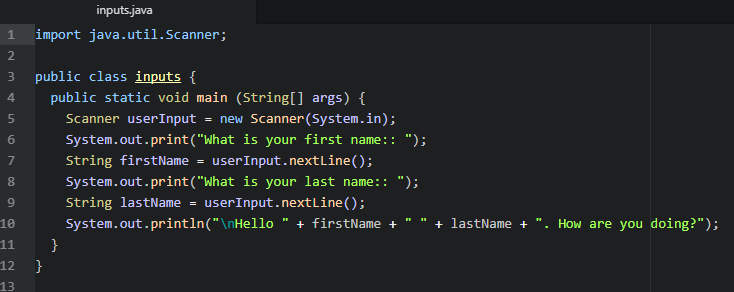 inputs.java
1 import java.util.Scanner;
2
3 public class inputs {
4   public static void main (String[] args) {
5     Scanner userInput = new Scanner(System.in);
6     System.out.print("What is your first name:: ");
7     String firstName = userInput.nextLine();
8     System.out.print("What is your last name:: ");
9     String lastName = userInput.nextLine();
10     System.out.println("\nHello " + firstName + " " + lastName + ". How are you doing?");
11   }
12 }
13